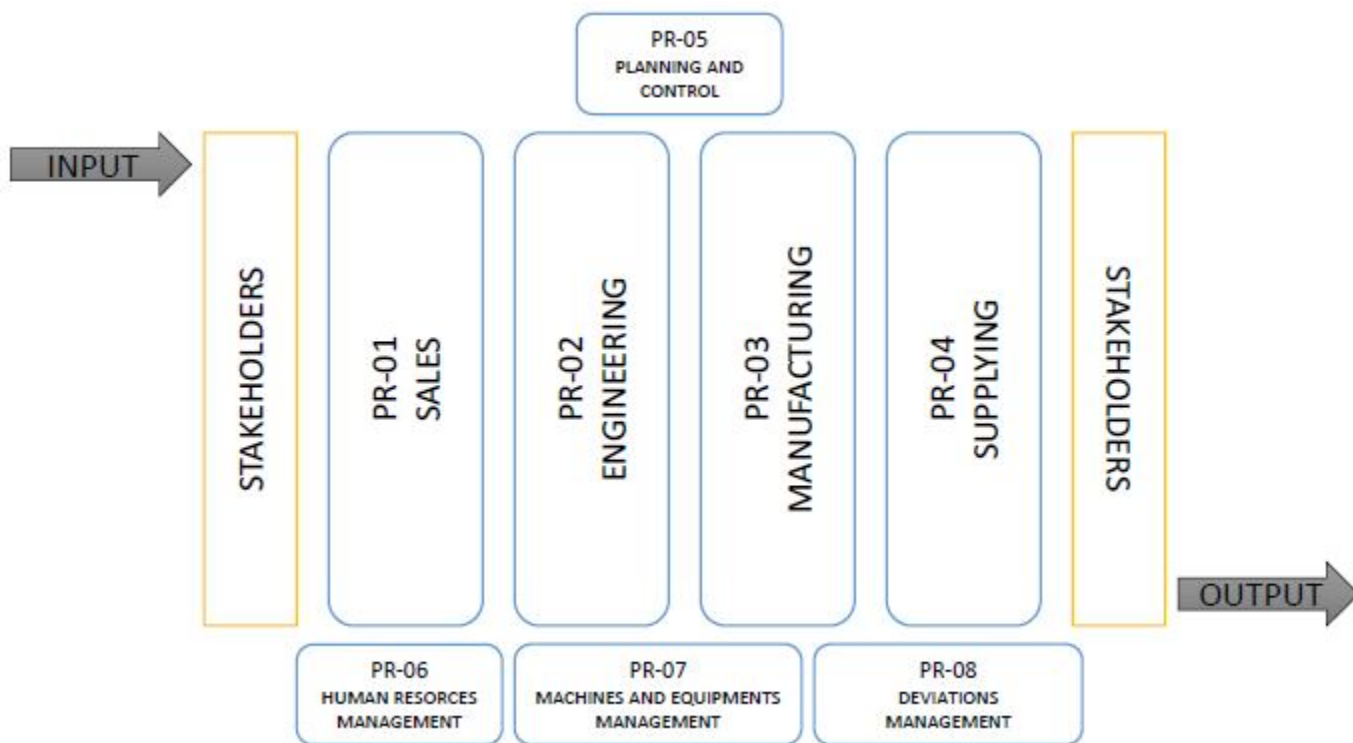 PR-05
PLANNING AND
CONTROL
INPUT
STAKEHOLDERS
PR-01
SALES
PR-02
ENGINEERING
PR-03
MANUFACTURING
PR-04
SUPPLYING
STAKEHOLDERS
OUTPUT
PR-06
HUMAN RESORCES
MANAGEMENT
PR-07
MACHINES AND EQUIPMENTS
MANAGEMENT
PR-08
DEVIATIONS
MANAGEMENT